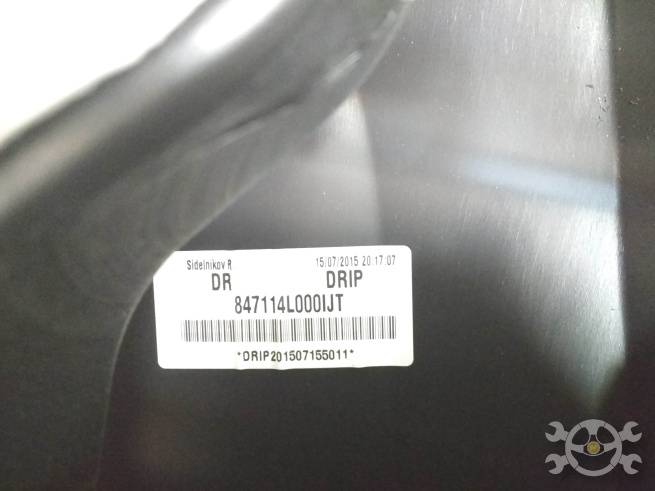 Sidelnikov R 15/07/2015 20:17:07
DR DRIP
847114L000IJT
*DRIP201507155011*